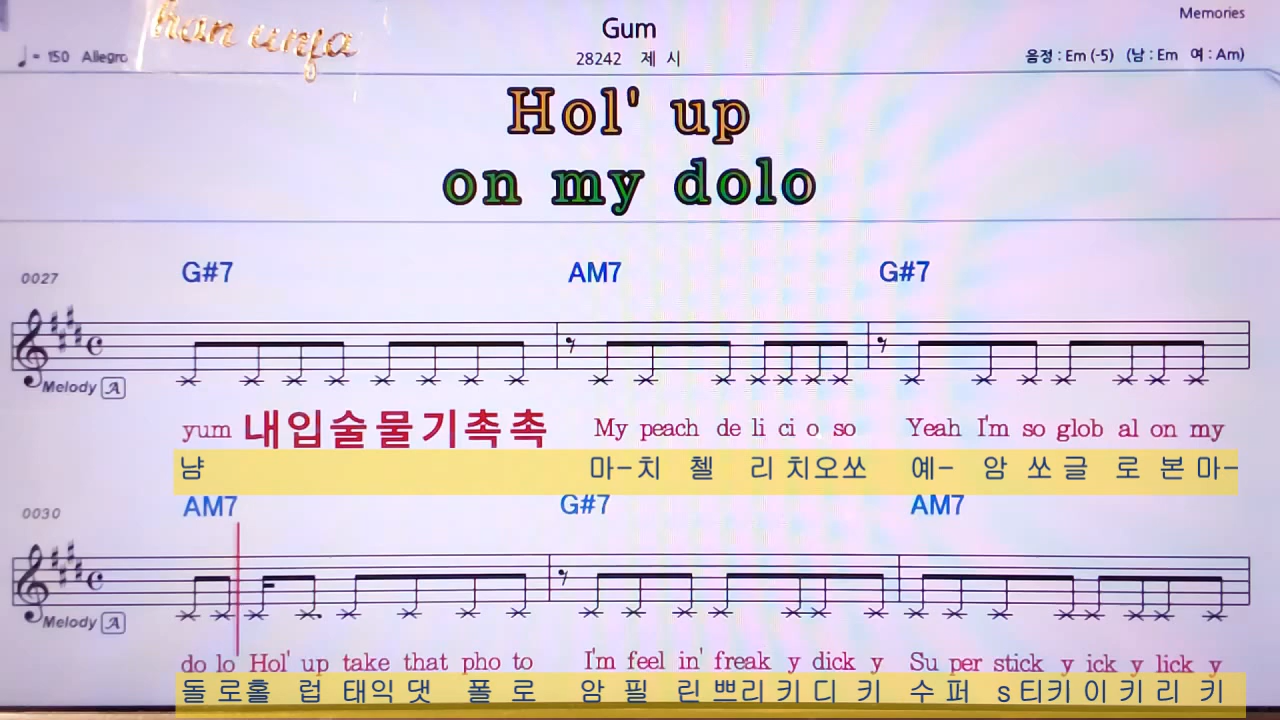 Memories
Gum
♩= 150 Allegro
han unfa
28242 제 시
음정 : Em (-5) (남 : Em 여 : Am)
Hol' up
on my dolo
0027 G#7 AM7 G#7
Melody A
yum 내입술물기촉촉 My peach de li ci o so Yeah I'm so glob al on my
냠 마-치 첼 리 치오쏘 예- 암 쏘 글 로 본 마-
0030 AM7 G#7 AM7
Melody A
do lo Hol' up take that pho to I'm feel in' freak y dick y Su per stick y ick y lick y
돌 로홀 럽 태익 댓 폴 로 암 필 린 쁘리 키 디 키 수 퍼 s티키 이 키 리 키